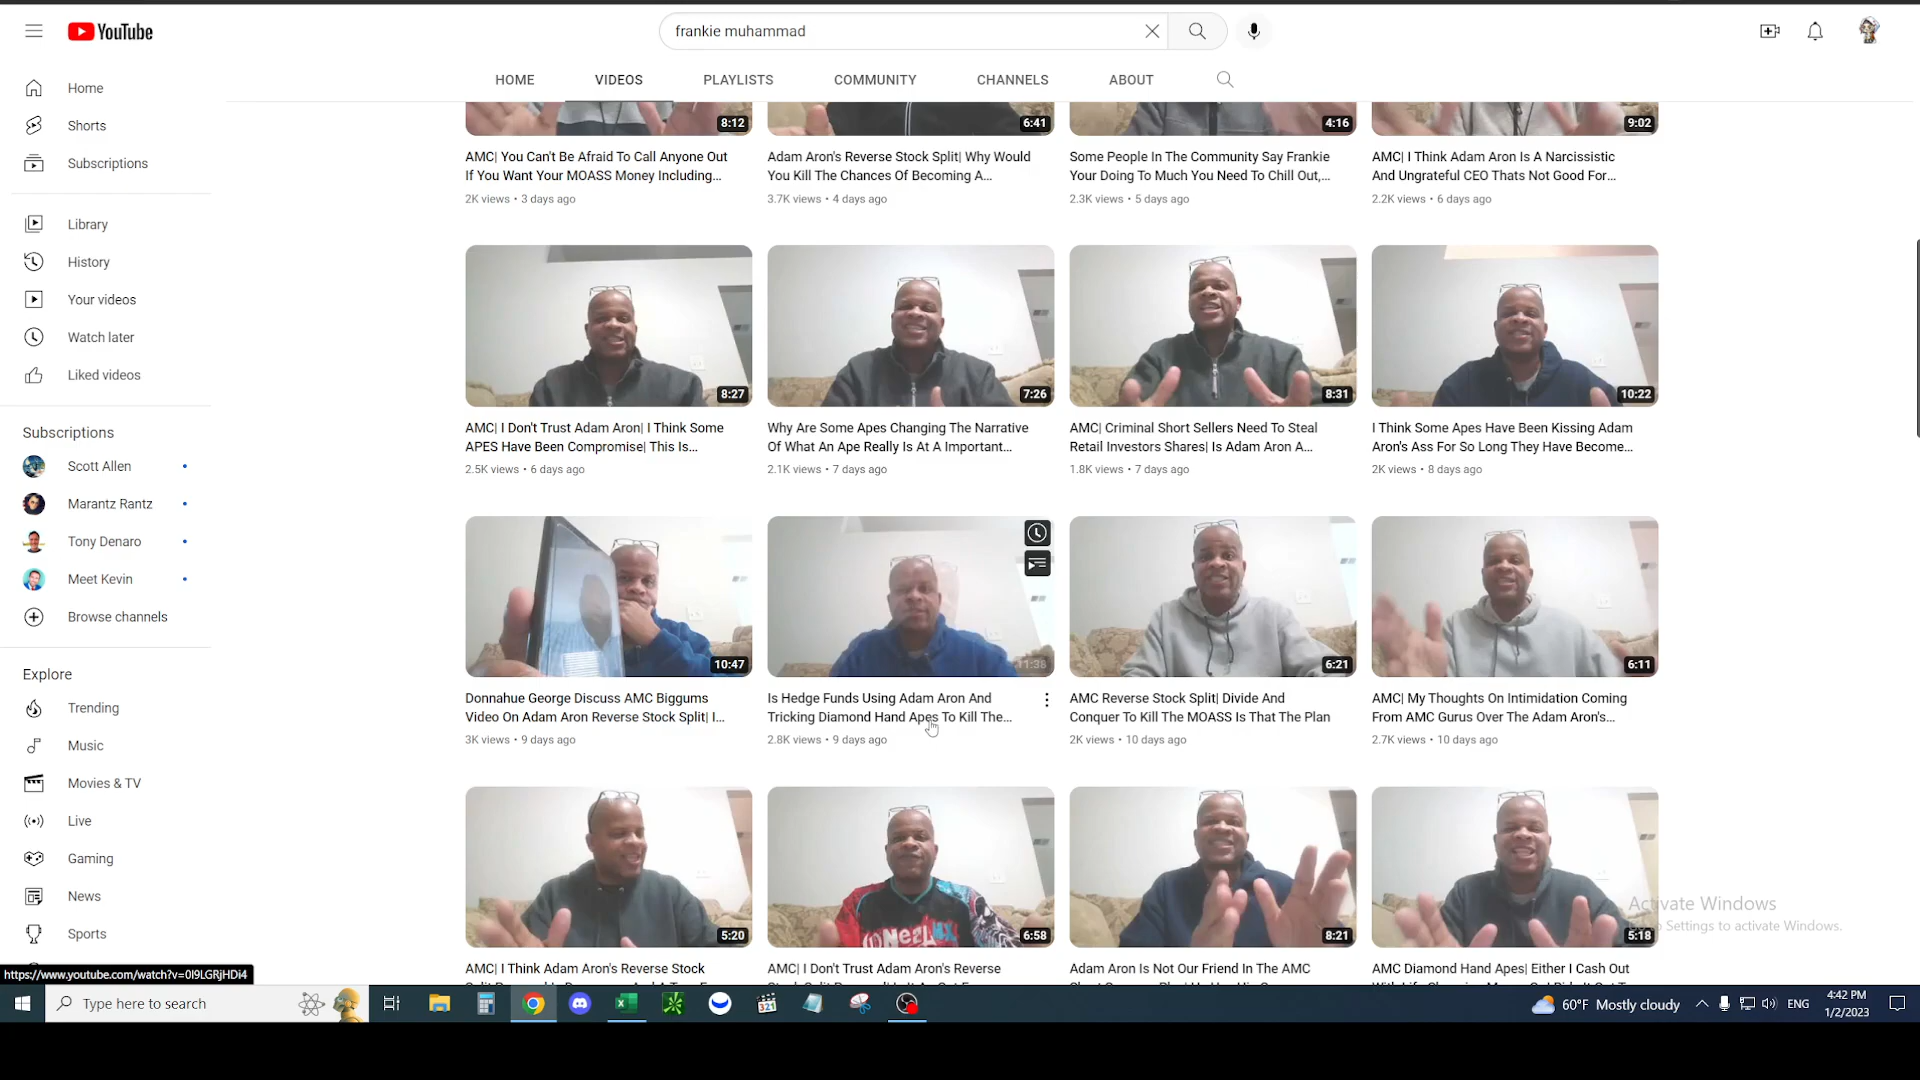 YouTube
frankie muhammad
HOME VIDEOS PLAYLISTS COMMUNITY CHANNELS ABOUT
Home
Shorts
Subscriptions
Library
History
Your videos
Watch later
Liked videos
Subscriptions
Scott Allen
Marantz Rantz
Tony Denaro
Meet Kevin
Browse channels
Explore
Trending
Music
Movies & TV
Live
Gaming
News
Sports
8:12
AMC| You Can't Be Afraid To Call Anyone Out
If You Want Your MOASS Money Including...
2K views • 3 days ago
6:41
Adam Aron's Reverse Stock Split| Why Would
You Kill The Chances Of Becoming A...
3.7K views • 4 days ago
4:16
Some People In The Community Say Frankie
Your Doing To Much You Need To Chill Out,...
2.3K views • 5 days ago
9:02
AMC| I Think Adam Aron Is A Narcissistic
And Ungrateful CEO Thats Not Good For...
2.2K views • 6 days ago
8:27
AMC| I Don't Trust Adam Aron| I Think Some
APES Have Been Compromise| This Is...
2.5K views • 6 days ago
7:26
Why Are Some Apes Changing The Narrative
Of What An Ape Really Is At A Important...
2.1K views • 7 days ago
8:31
AMC| Criminal Short Sellers Need To Steal
Retail Investors Shares| Is Adam Aron A...
1.8K views • 7 days ago
10:22
I Think Some Apes Have Been Kissing Adam
Aron's Ass For So Long They Have Become...
2K views • 8 days ago
10:47
Donnahue George Discuss AMC Biggums
Video On Adam Aron Reverse Stock Split| I...
3K views • 9 days ago
11:38
Is Hedge Funds Using Adam Aron And
Tricking Diamond Hand Apes To Kill The...
2.8K views • 9 days ago
6:21
AMC Reverse Stock Split| Divide And
Conquer To Kill The MOASS Is That The Plan
2K views • 10 days ago
6:11
AMC| My Thoughts On Intimidation Coming
From AMC Gurus Over The Adam Aron's...
2.7K views • 10 days ago
5:20
AMC| I Think Adam Aron's Reverse Stock
6:58
AMC| I Don't Trust Adam Aron's Reverse
8:21
Adam Aron Is Not Our Friend In The AMC
5:18
AMC Diamond Hand Apes| Either I Cash Out
Activate Windows
Settings to activate Windows.
https://www.youtube.com/watch?v=0I9LGRjHDi4
Type here to search
321
60°F Mostly cloudy
ENG
4:42 PM
1/2/2023